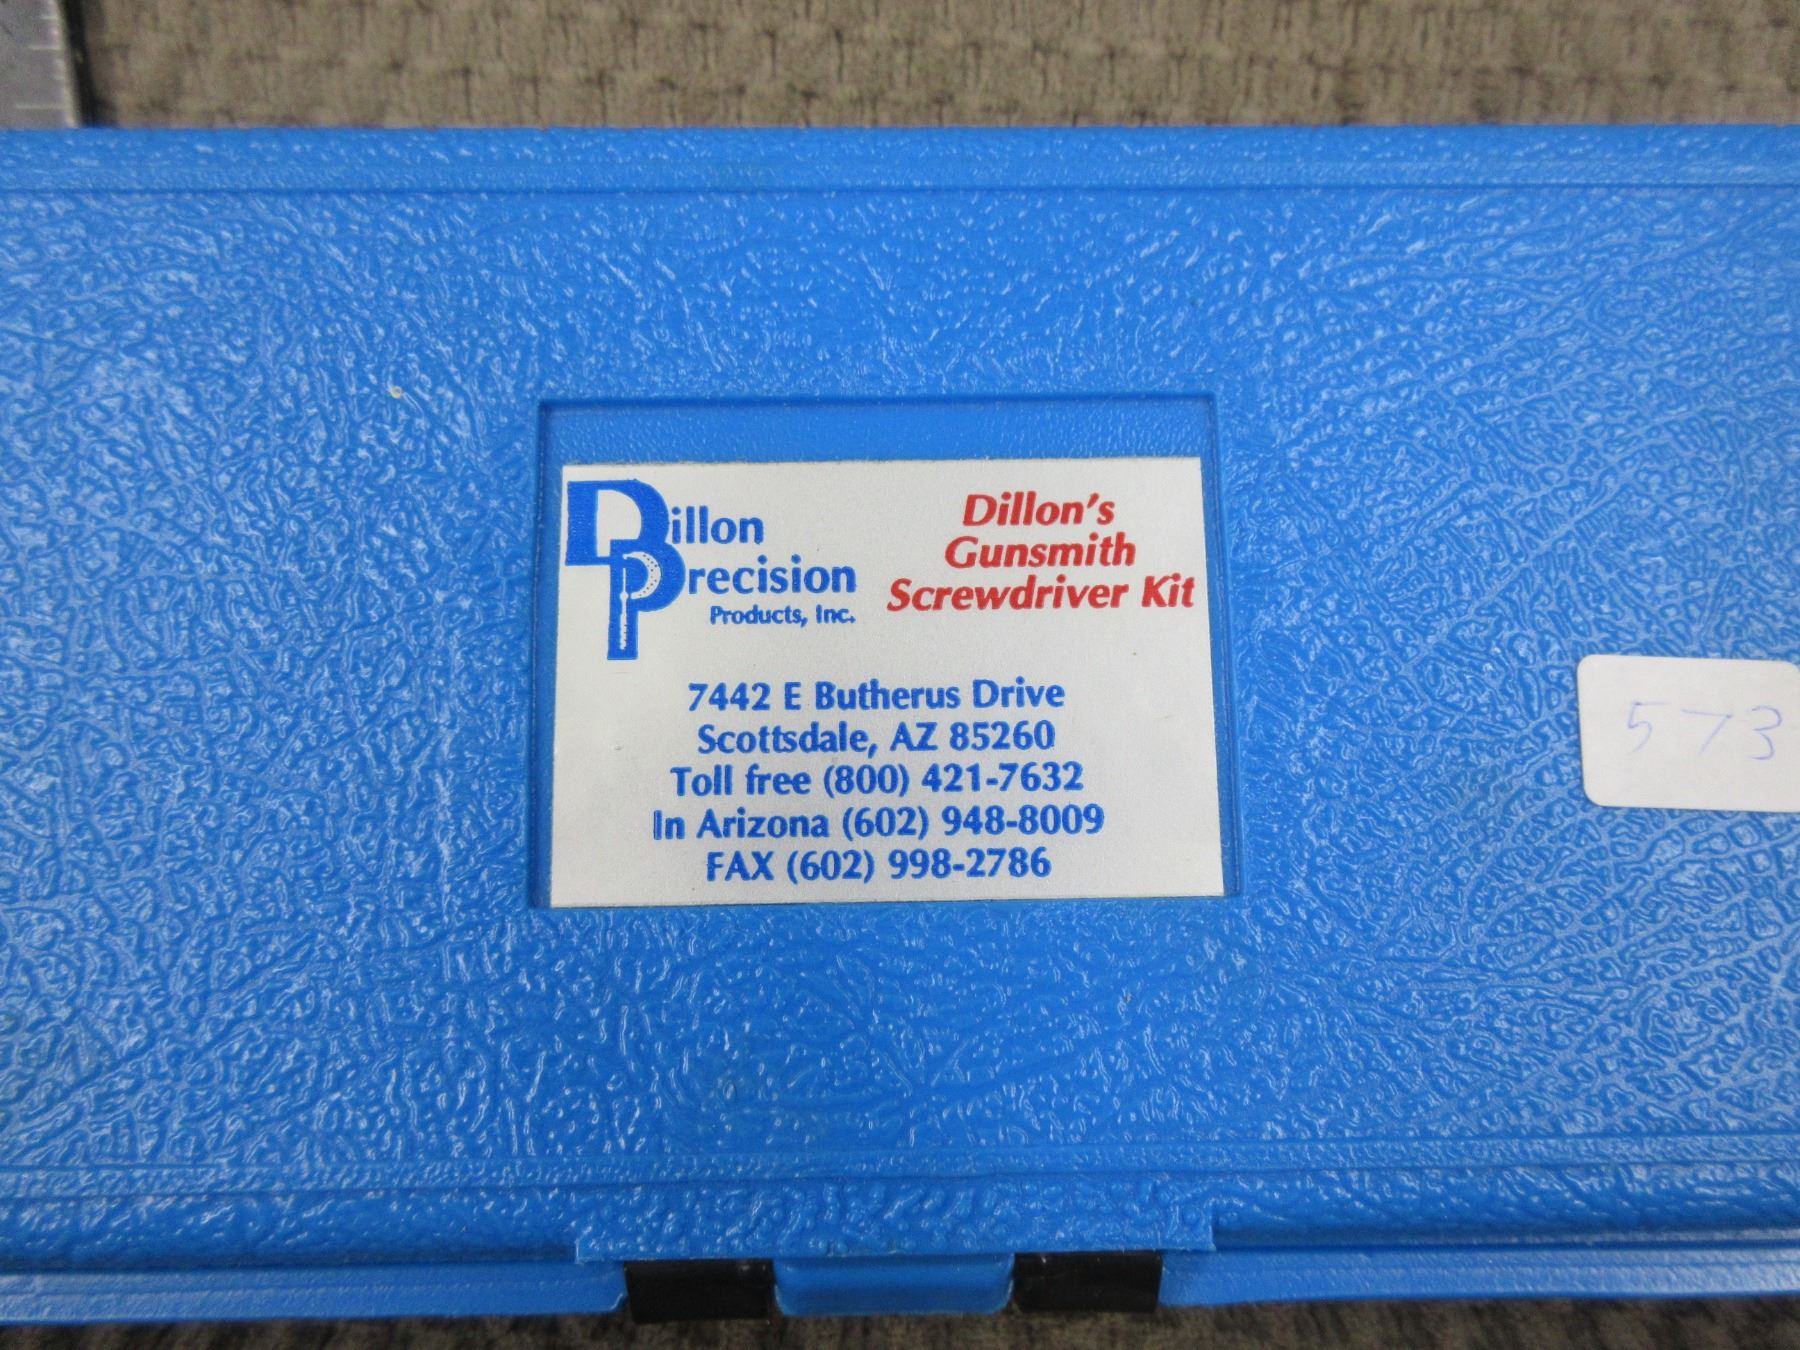 Dillon
Precision
Products, Inc.
Dillon's
Gunsmith
Screwdriver Kit
7442 E Butherus Drive
Scottsdale, AZ 85260
Toll free (800) 421-7632
In Arizona (602) 948-8009
FAX (602) 998-2786
573